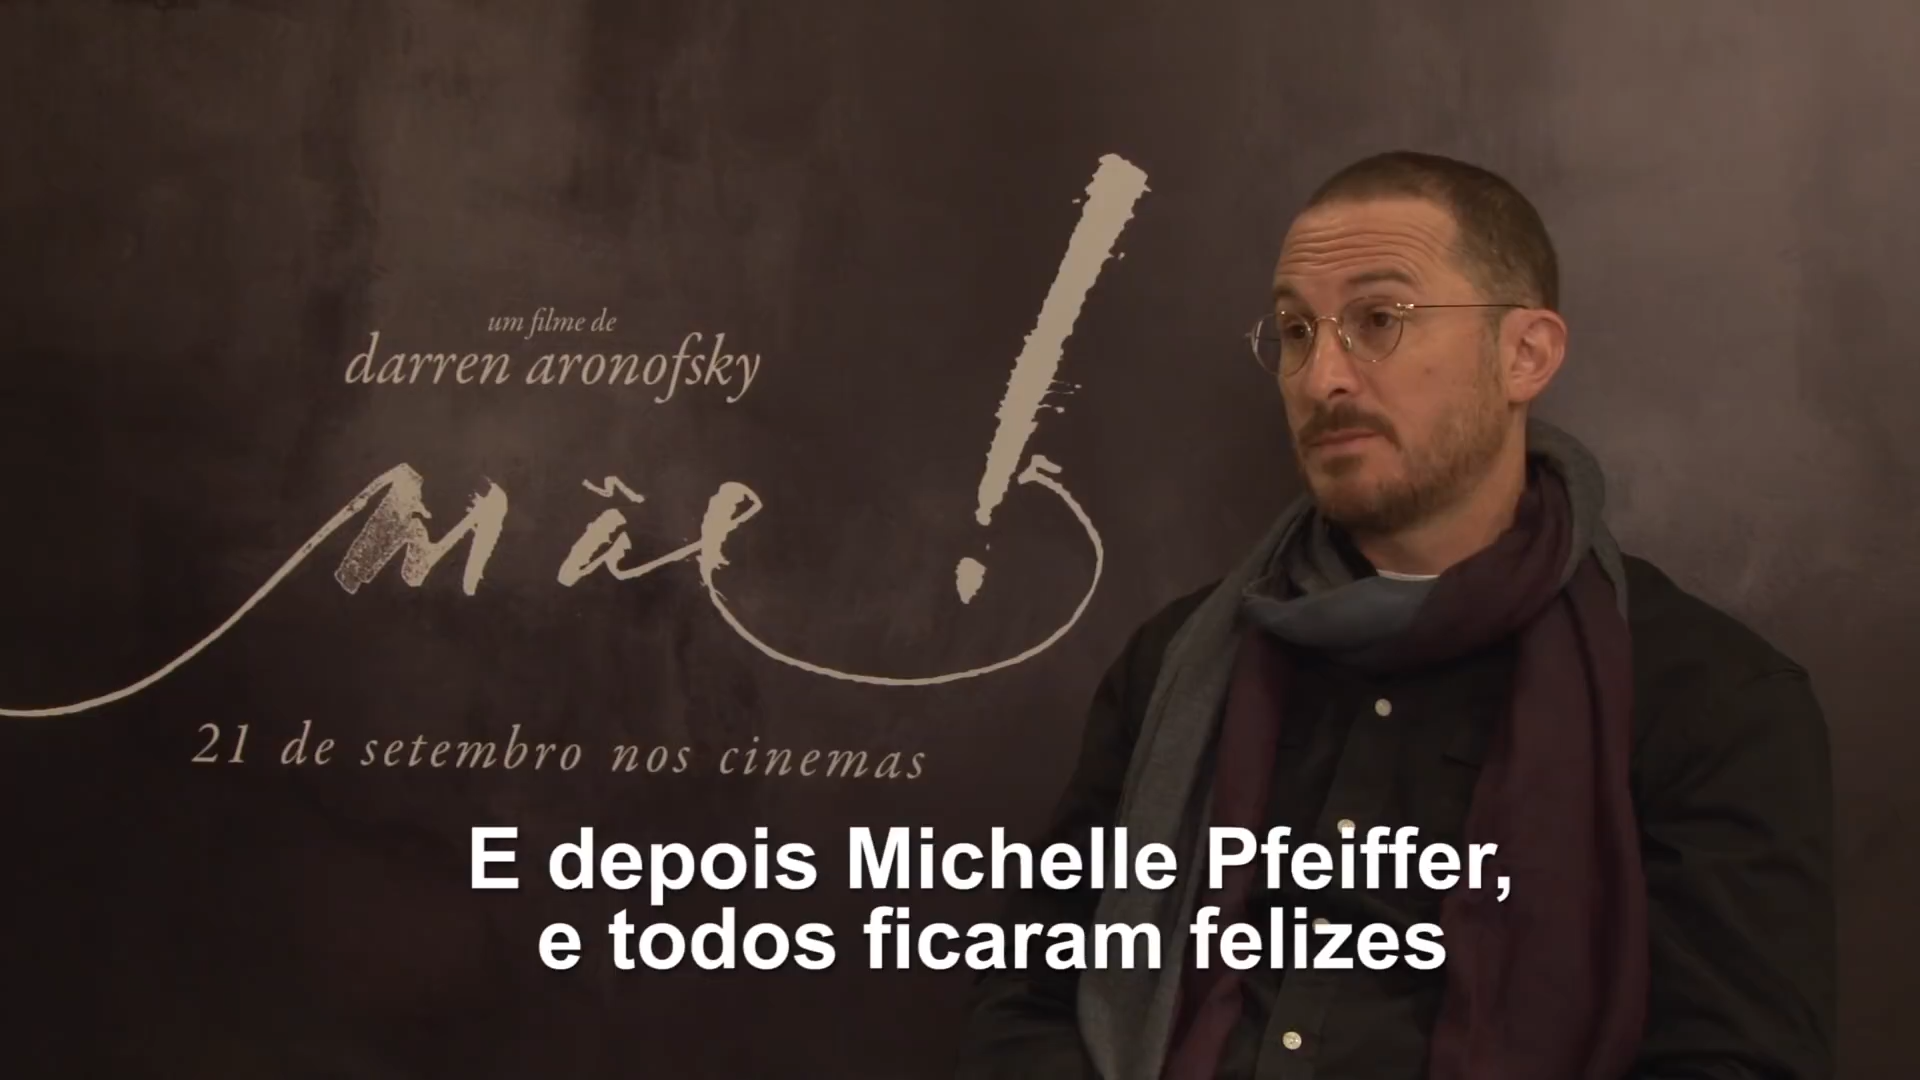 um filme de
darren aronofsky
mãe!
21 de setembro nos cinemas
E depois Michelle Pfeiffer,
e todos ficaram felizes